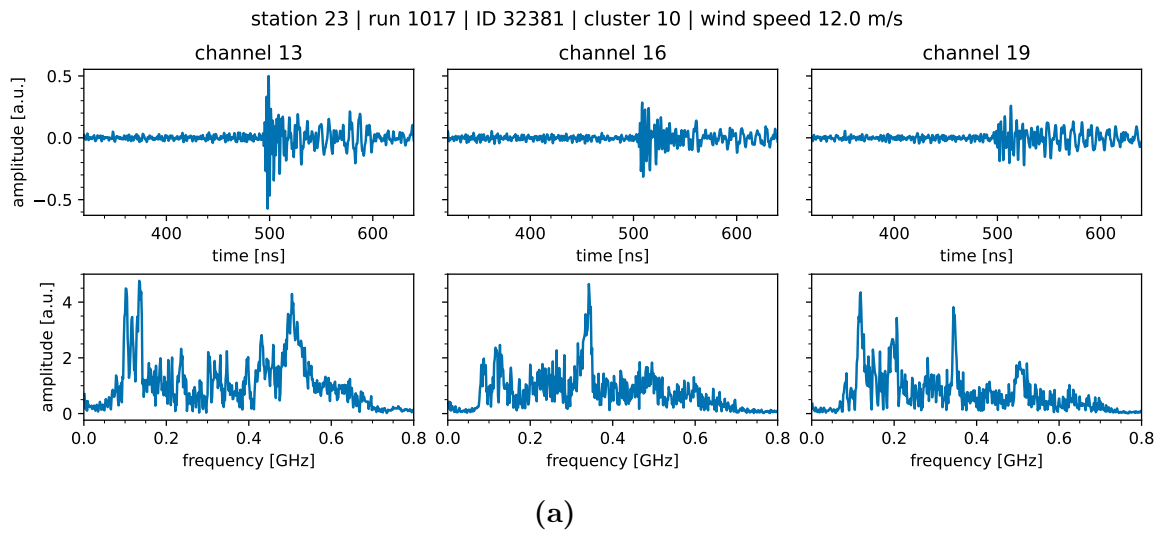 station 23 | run 1017 | ID 32381 | cluster 10 | wind speed 12.0 m/s
channel 13 channel 16 channel 19
amplitude [a.u.]
0.5
0.0
−0.5
400 500 600 400 500 600 400 500 600
time [ns] time [ns] time [ns]
amplitude [a.u.]
4
2
0
0.0 0.2 0.4 0.6 0.8 0.0 0.2 0.4 0.6 0.8 0.0 0.2 0.4 0.6 0.8
frequency [GHz] frequency [GHz] frequency [GHz]
(a)